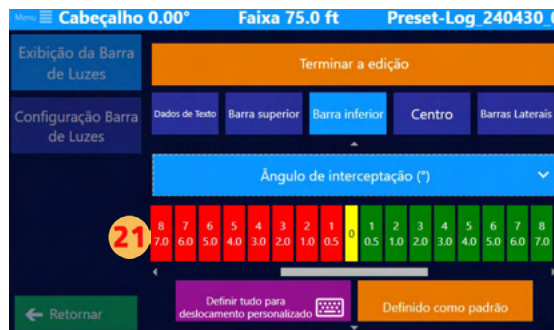 Menu Cabeçalho 0.00° Faixa 75.0 ft Preset-Log_240430_
Exibição da Barra
de Luzes
Terminar a edição
Configuração Barra
de Luzes
Dados de Texto Barra superior Barra inferior Centro Barras Laterais
Ângulo de interceptação (°)
21
8 7 6 5 4 3 2 1 0 1 2 3 4 5 6 7 8
7.0 6.0 5.0 4.0 3.0 2.0 1.0 0.5 0.5 1.0 2.0 3.0 4.0 5.0 6.0 7.0
Retornar
Definir tudo para
deslocamento personalizado
Definido como padrão